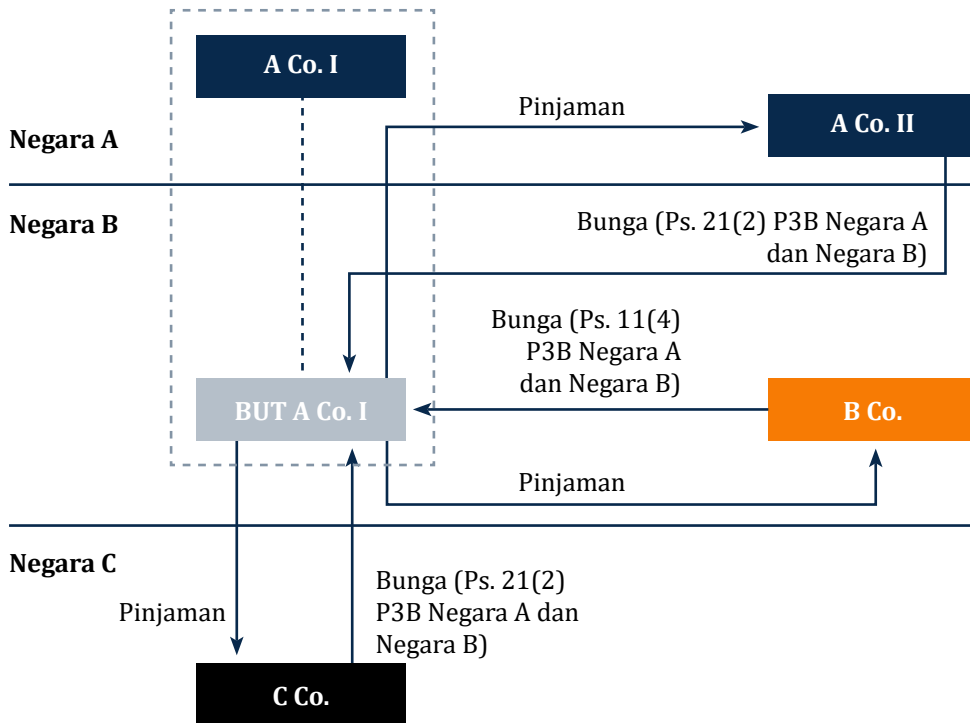 A Co. I
Pinjaman
A Co. II
Negara A
Negara B
Bunga (Ps. 21(2) P3B Negara A
dan Negara B)
Bunga (Ps. 11(4)
P3B Negara A
dan Negara B)
BUT A Co. I
B Co.
Pinjaman
Negara C
Pinjaman
Bunga (Ps. 21(2)
P3B Negara A dan
Negara B)
C Co.